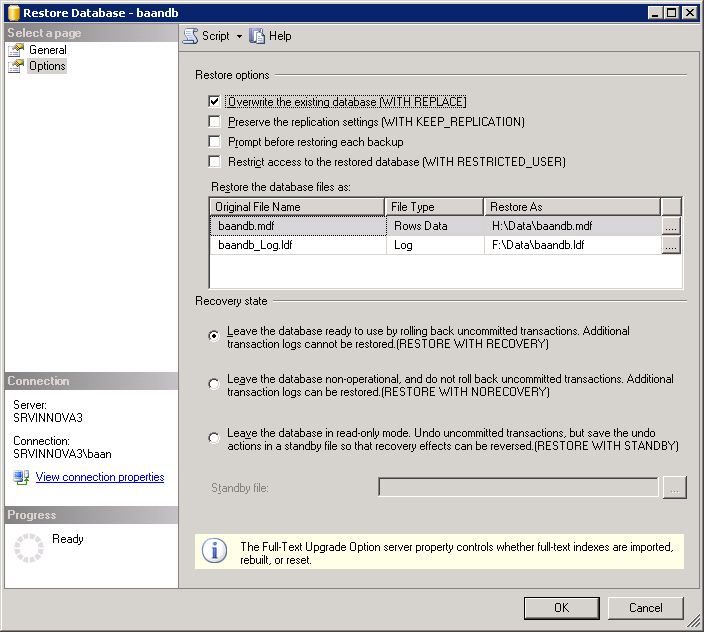 Restore Database - baandb
Select a page
General
Options
Script
Help
Restore options
Overwrite the existing database (WITH REPLACE)
Preserve the replication settings (WITH KEEP_REPLICATION)
Prompt before restoring each backup
Restrict access to the restored database (WITH RESTRICTED_USER)
Restore the database files as:
Original File Name File Type Restore As
baandb.mdf Rows Data H:\Data\baandb.mdf ...
baandb_Log.ldf Log F:\Data\baandb.ldf ...
Recovery state
Leave the database ready to use by rolling back uncommitted transactions. Additional
transaction logs cannot be restored.(RESTORE WITH RECOVERY)
Leave the database non-operational, and do not roll back uncommitted transactions. Additional
transaction logs can be restored.(RESTORE WITH NORECOVERY)
Leave the database in read-only mode. Undo uncommitted transactions, but save the undo
actions in a standby file so that recovery effects can be reversed.(RESTORE WITH STANDBY)
Standby file: ...
Connection
Server:
SRVINNOVA3
Connection:
SRVINNOVA3\baan
View connection properties
Progress
Ready
The Full-Text Upgrade Option server property controls whether full-text indexes are imported,
rebuilt, or reset.
OK Cancel